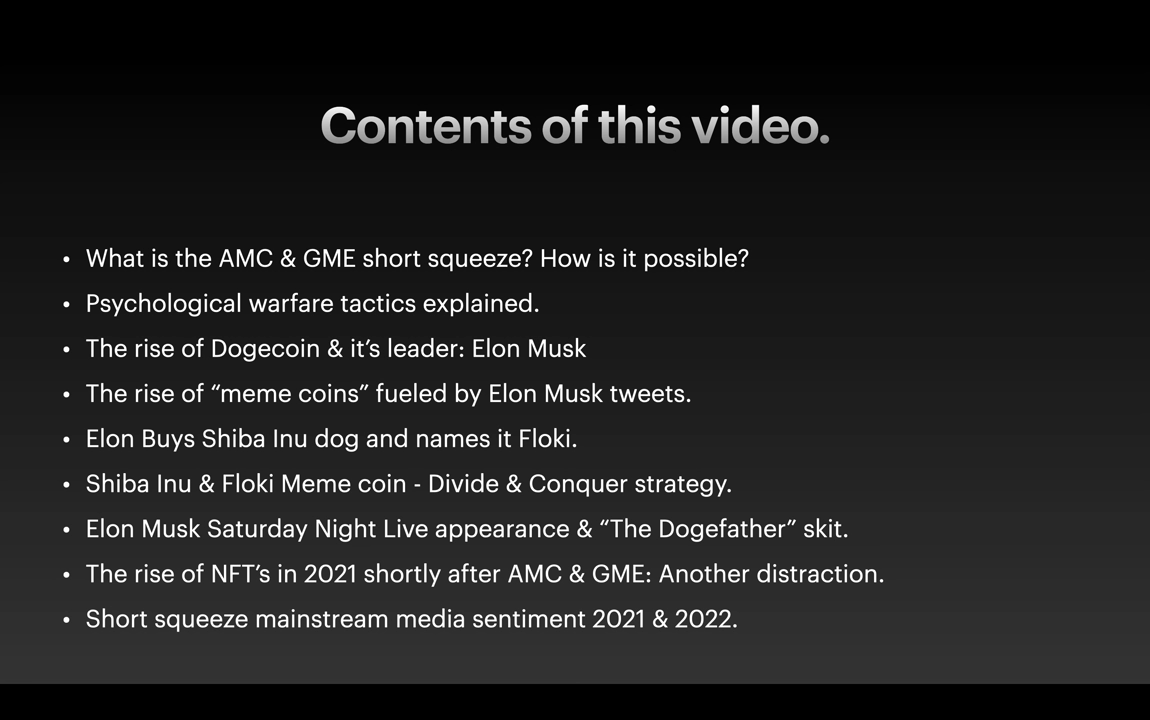 Contents of this video.
• What is the AMC & GME short squeeze? How is it possible?
• Psychological warfare tactics explained.
• The rise of Dogecoin & it’s leader: Elon Musk
• The rise of “meme coins” fueled by Elon Musk tweets.
• Elon Buys Shiba Inu dog and names it Floki.
• Shiba Inu & Floki Meme coin - Divide & Conquer strategy.
• Elon Musk Saturday Night Live appearance & “The Dogefather” skit.
• The rise of NFT’s in 2021 shortly after AMC & GME: Another distraction.
• Short squeeze mainstream media sentiment 2021 & 2022.